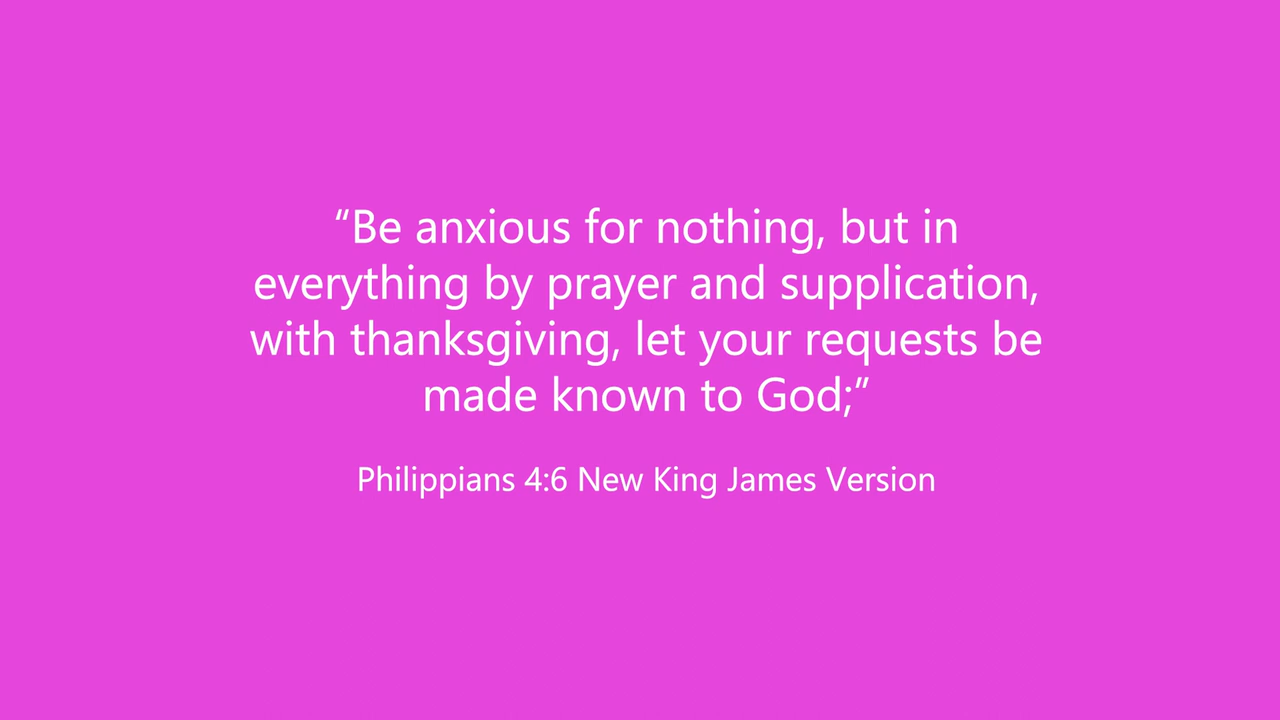 “Be anxious for nothing, but in
everything by prayer and supplication,
with thanksgiving, let your requests be
made known to God;”
Philippians 4:6 New King James Version